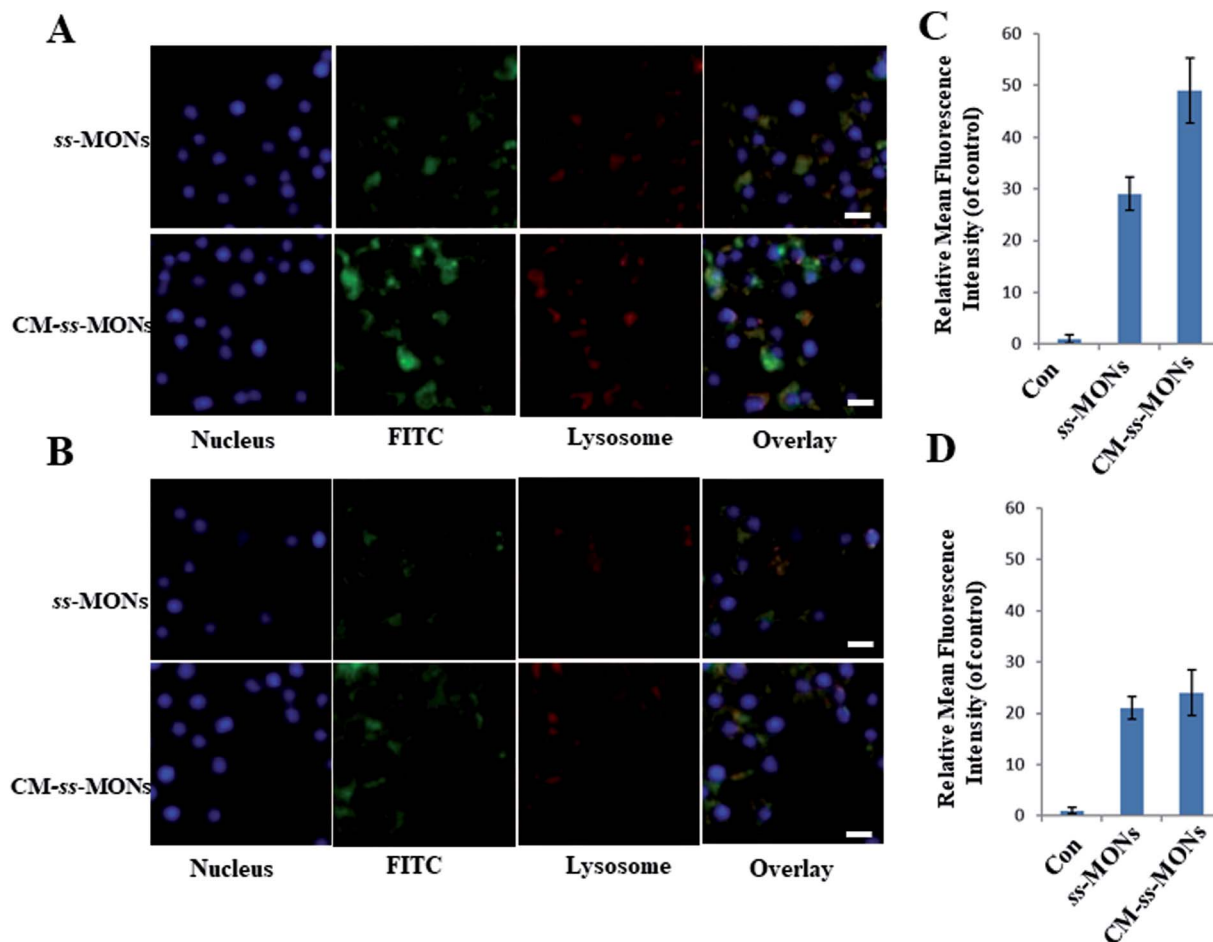 A
ss-MONs
CM-ss-MONs
Nucleus
FITC
Lysosome
Overlay
B
ss-MONs
CM-ss-MONs
Nucleus
FITC
Lysosome
Overlay
C
Relative Mean Fluorescence
Intensity (of control)
60
50
40
30
20
10
0
Con
ss-MONs
CM-ss-MONs
D
Relative Mean Fluorescence
Intensity (of control)
60
50
40
30
20
10
0
Con
ss-MONs
CM-ss-MONs